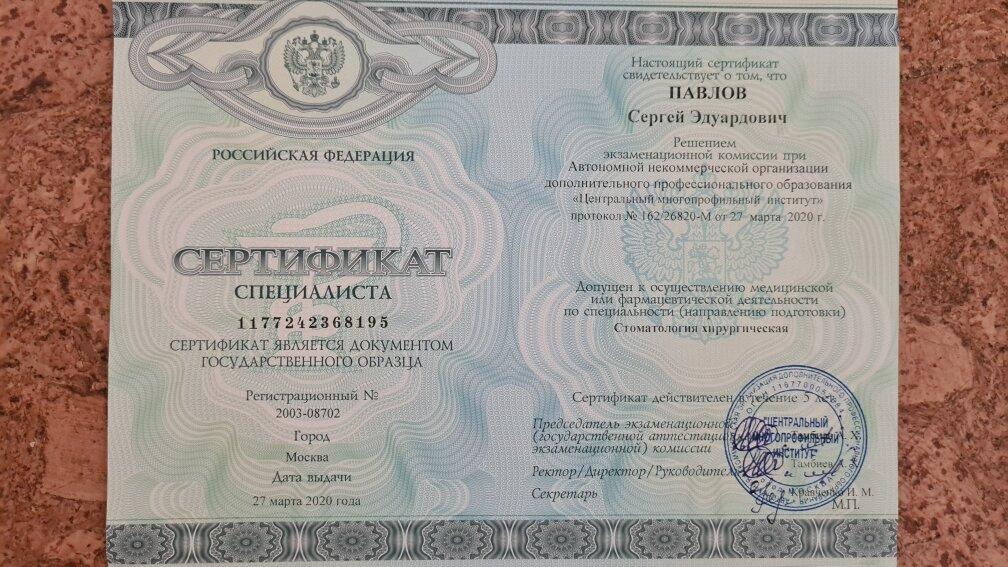 РОССИЙСКАЯ ФЕДЕРАЦИЯ
СЕРТИФИКАТ
СПЕЦИАЛИСТА
1177242368195
СЕРТИФИКАТ ЯВЛЯЕТСЯ ДОКУМЕНТОМ
ГОСУДАРСТВЕННОГО ОБРАЗЦА
Регистрационный №
2003-08702
Город
Москва
Дата выдачи
27 марта 2020 года
Настоящий сертификат
свидетельствует о том, что
ПАВЛОВ
Сергей Эдуардович
Решением
экзаменационной комиссии при
Автономной некоммерческой организации
дополнительного профессионального образования
«Центральный многопрофильный институт»
протокол № 162/26820-М от 27 марта 2020 г.
Допущен к осуществлению медицинской
или фармацевтической деятельности
по специальности (направлению подготовки)
Стоматология хирургическая
Сертификат действителен в течение 5 лет
Председатель экзаменационной
(государственной аттестационной
экзаменационной) комиссии
Ректор/Директор/Руководитель
Тамбиев
Секретарь
Кравченко И. М.
М.П.
ЦЕНТРАЛЬНЫЙ
МНОГОПРОФИЛЬНЫЙ
ИНСТИТУТ